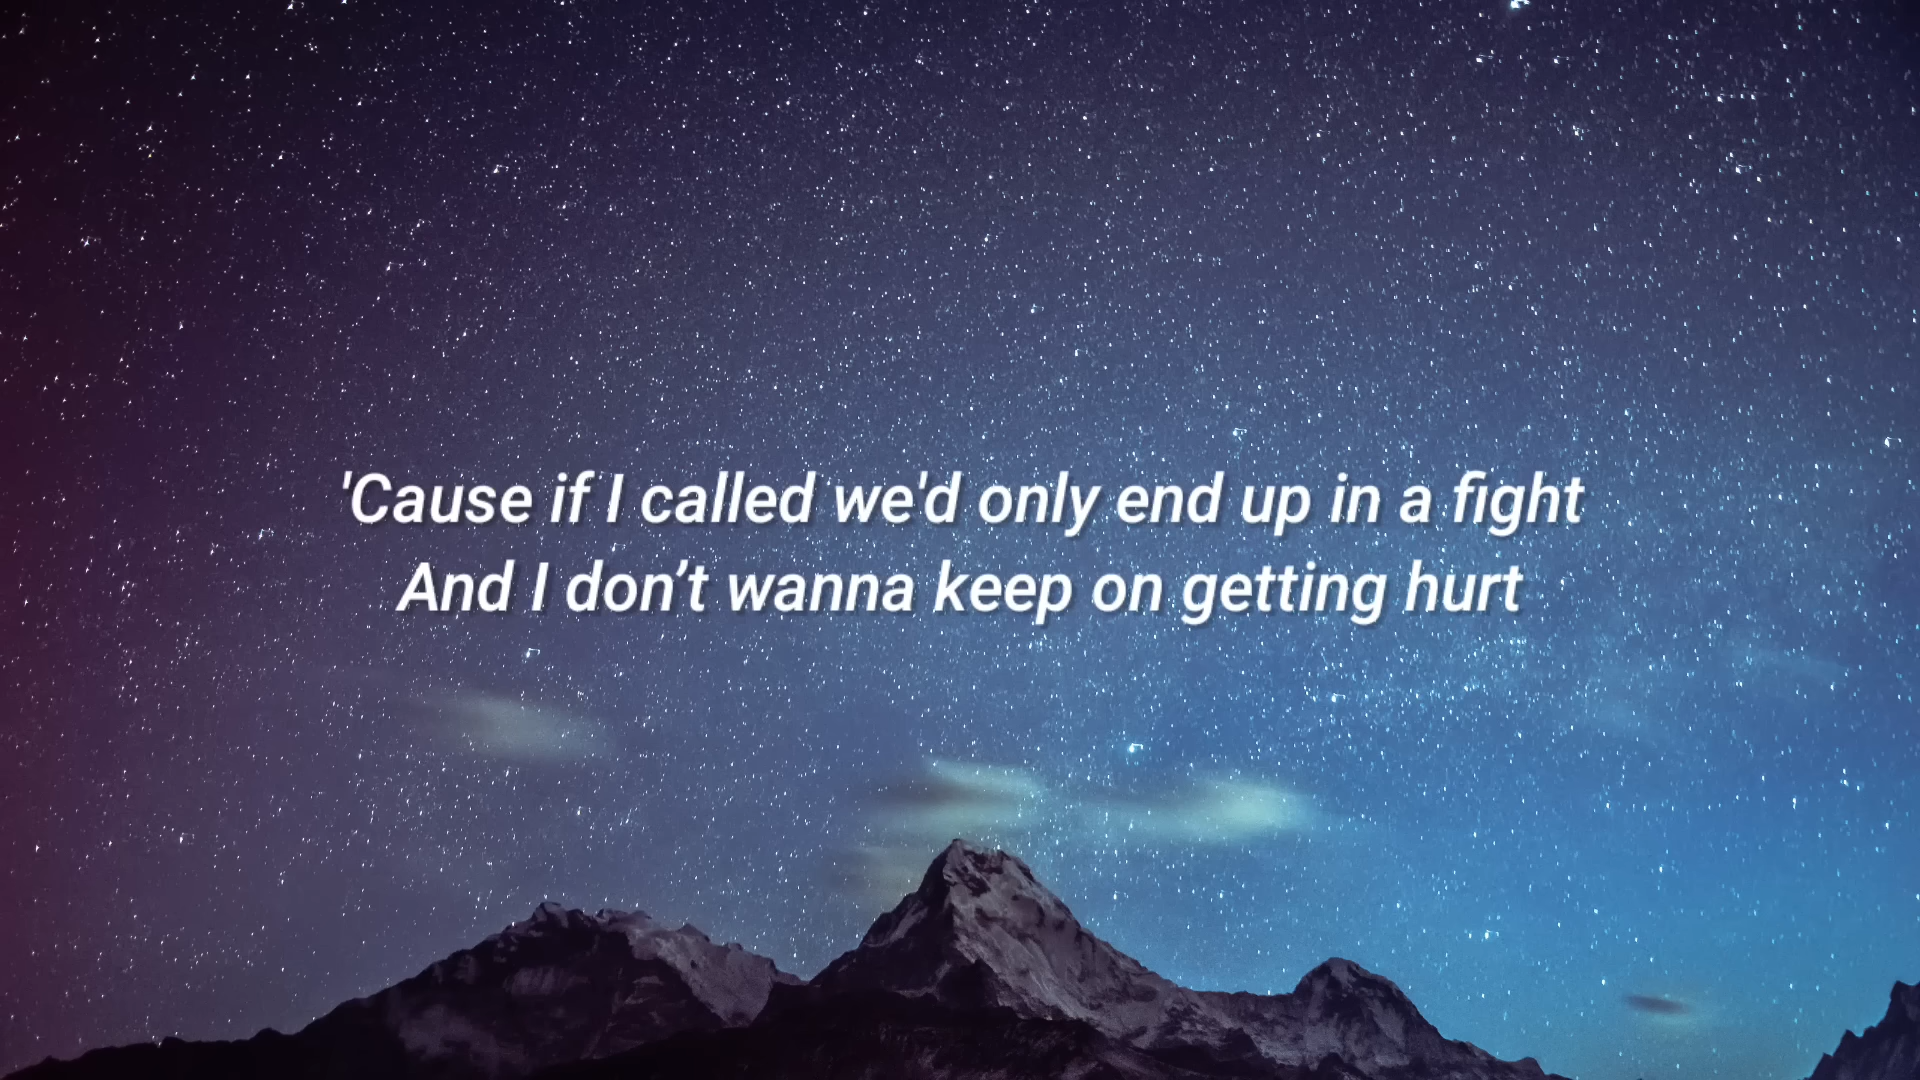 'Cause if I called we'd only end up in a fight
And I don’t wanna keep on getting hurt